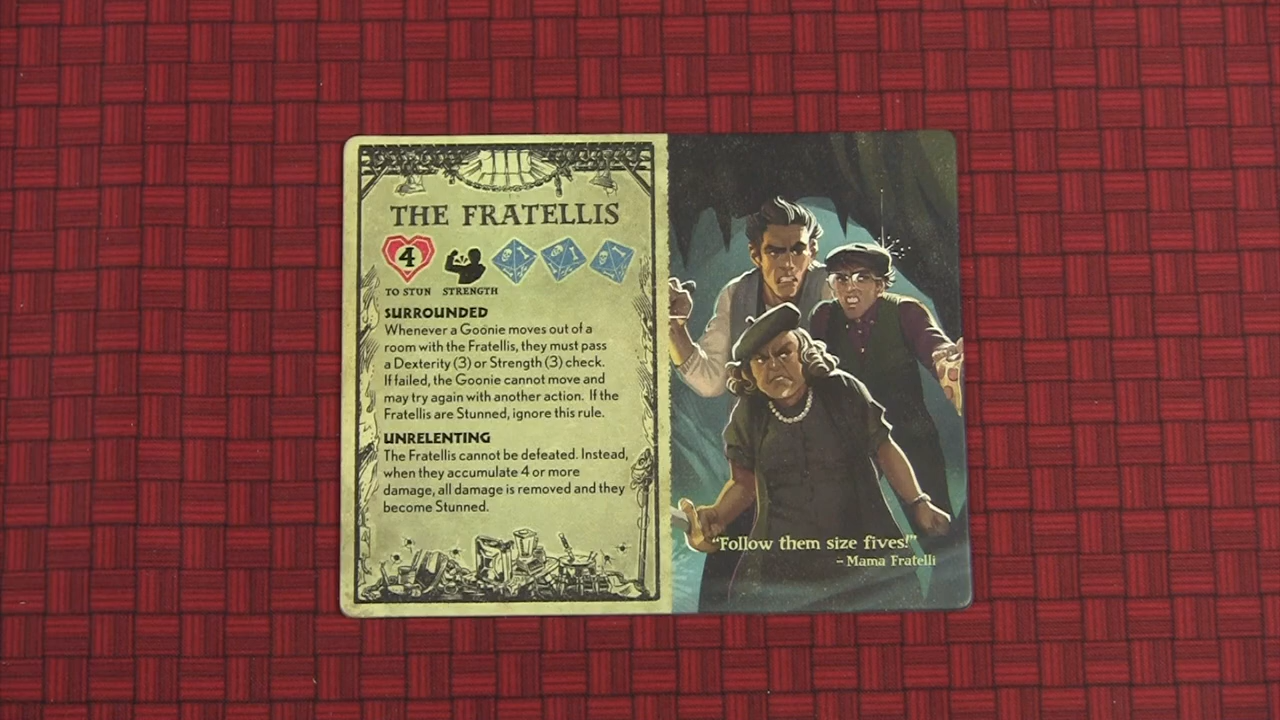 THE FRATELLIS
4
TO STUN STRENGTH
SURROUNDED
Whenever a Goonie moves out of a
room with the Fratellis, they must pass
a Dexterity (3) or Strength (3) check.
If failed, the Goonie cannot move and
may try again with another action. If the
Fratellis are Stunned, ignore this rule.
UNRELENTING
The Fratellis cannot be defeated. Instead,
when they accumulate 4 or more
damage, all damage is removed and they
become Stunned.
“Follow them size fives!”
– Mama Fratelli